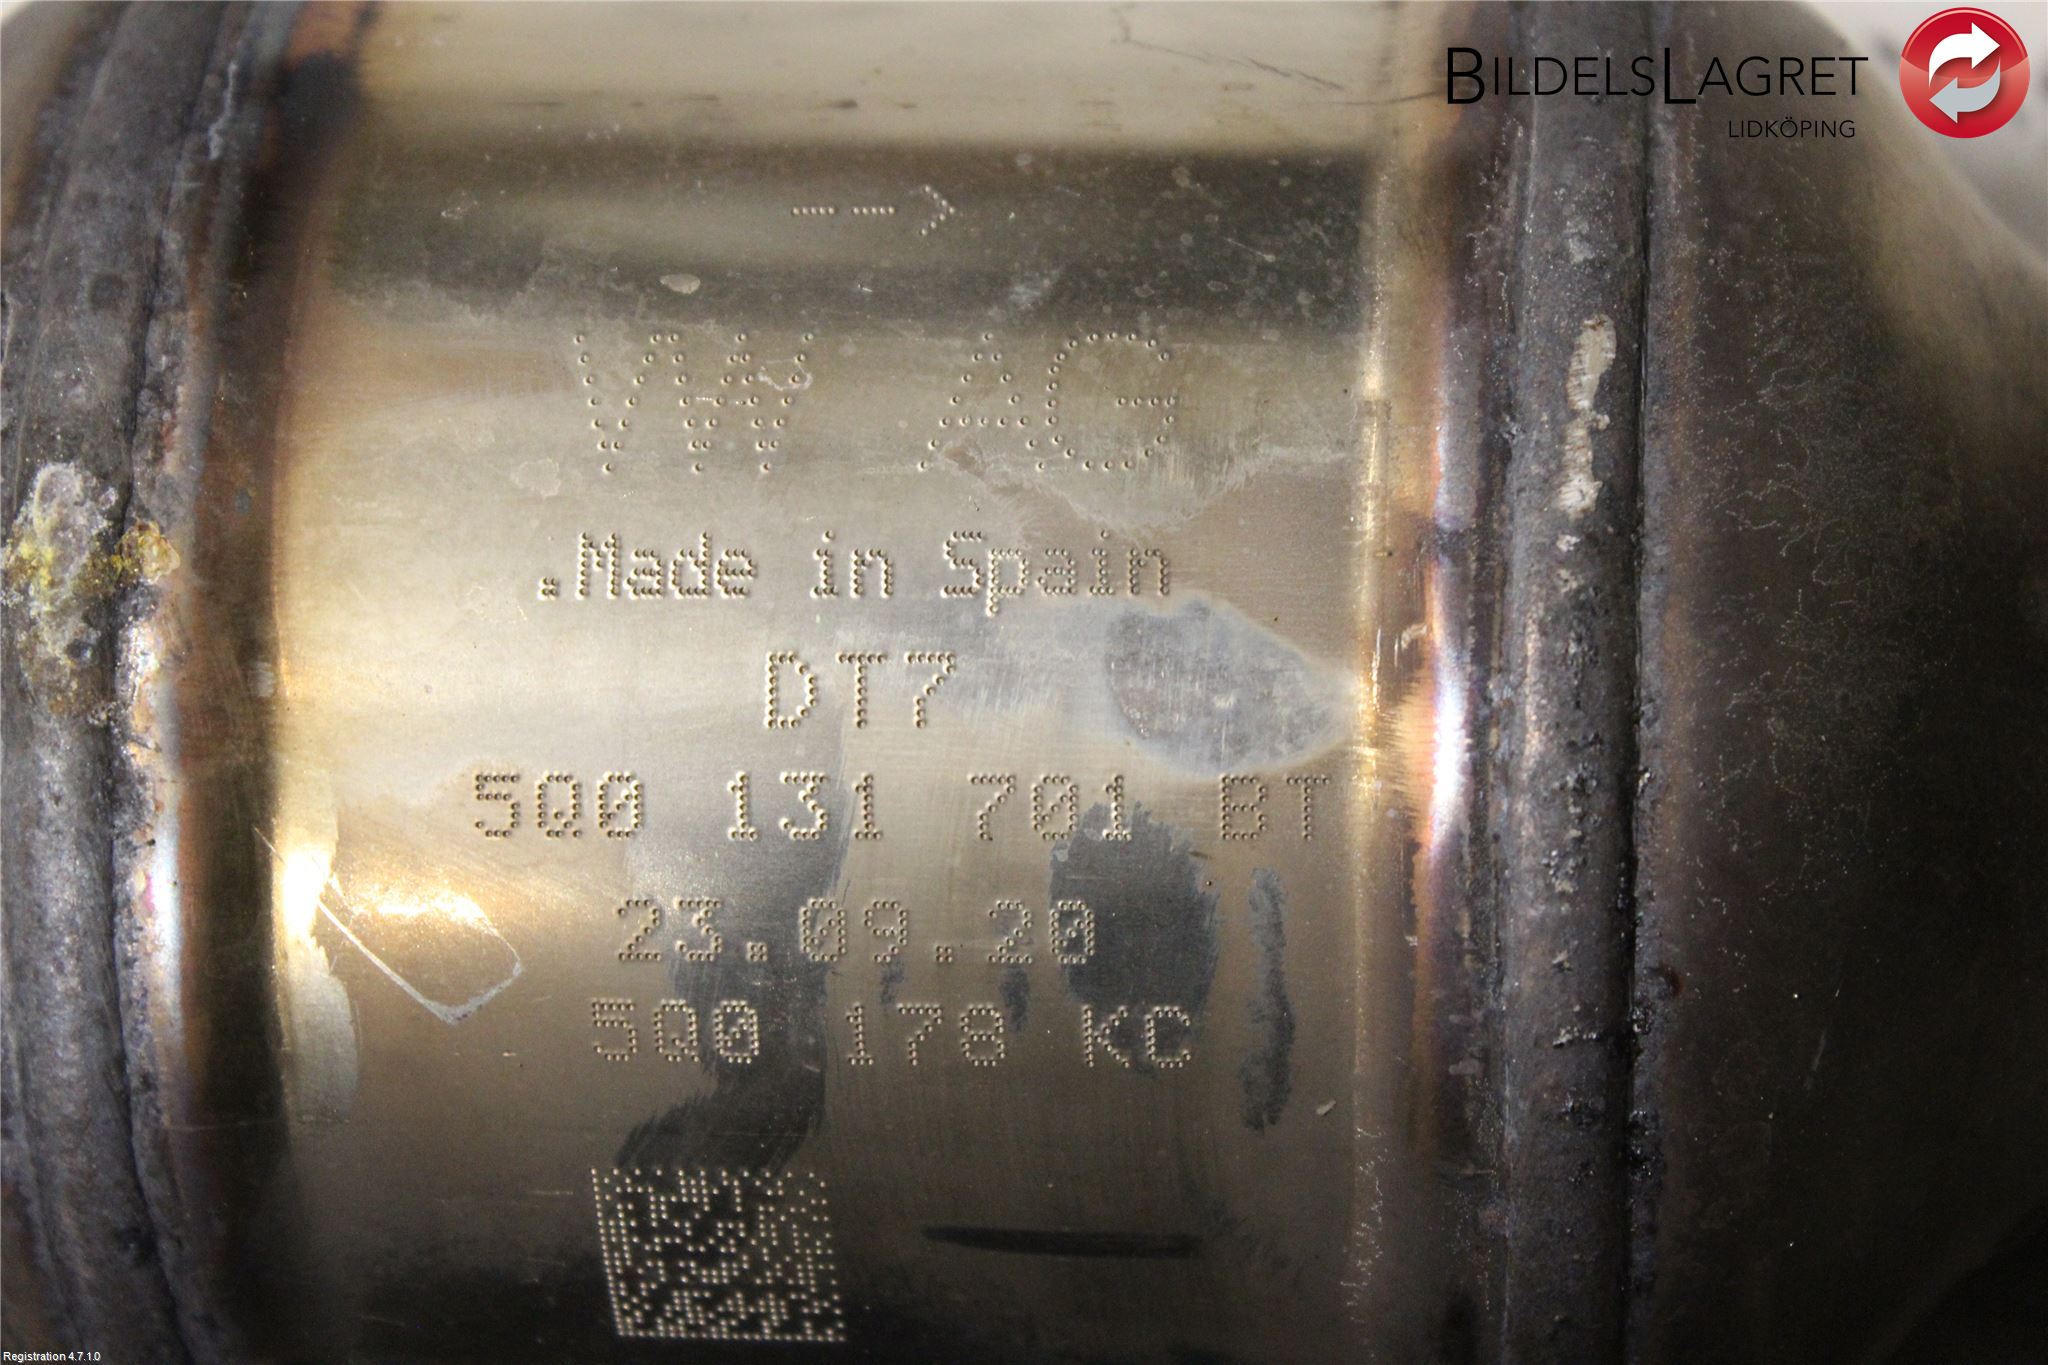 BILDELSLAGRET
LIDKÖPING
-->
VW AG
.Made in Spain
DT7
5Q0 131 701 BT
23.09.20
5Q0 178 KC
Registration 4.7.1.0